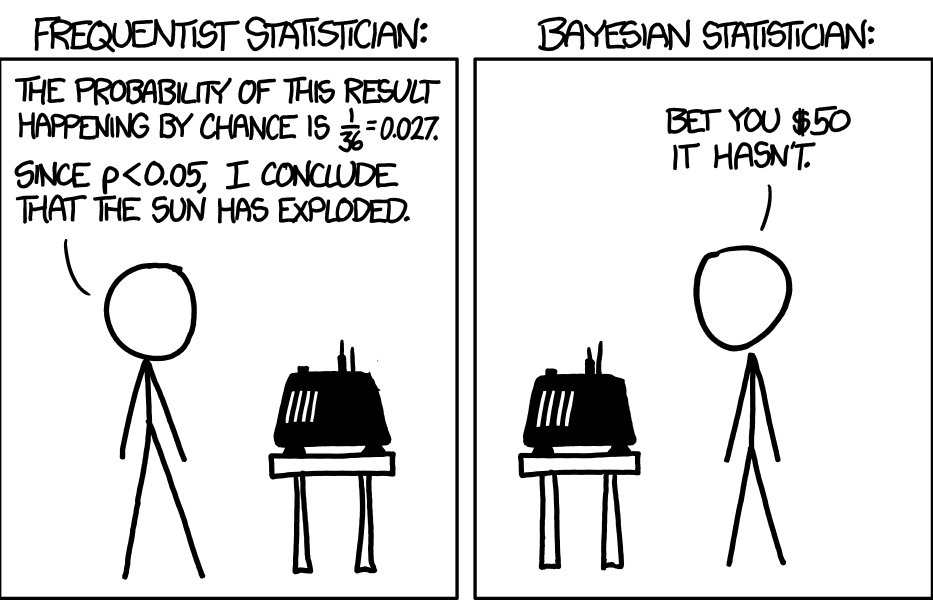 FREQUENTIST STATISTICIAN:
THE PROBABILITY OF THIS RESULT
HAPPENING BY CHANCE IS 1/36=0.027.
SINCE p<0.05, I CONCLUDE
THAT THE SUN HAS EXPLODED.
BAYESIAN STATISTICIAN:
BET YOU $50
IT HASN'T.